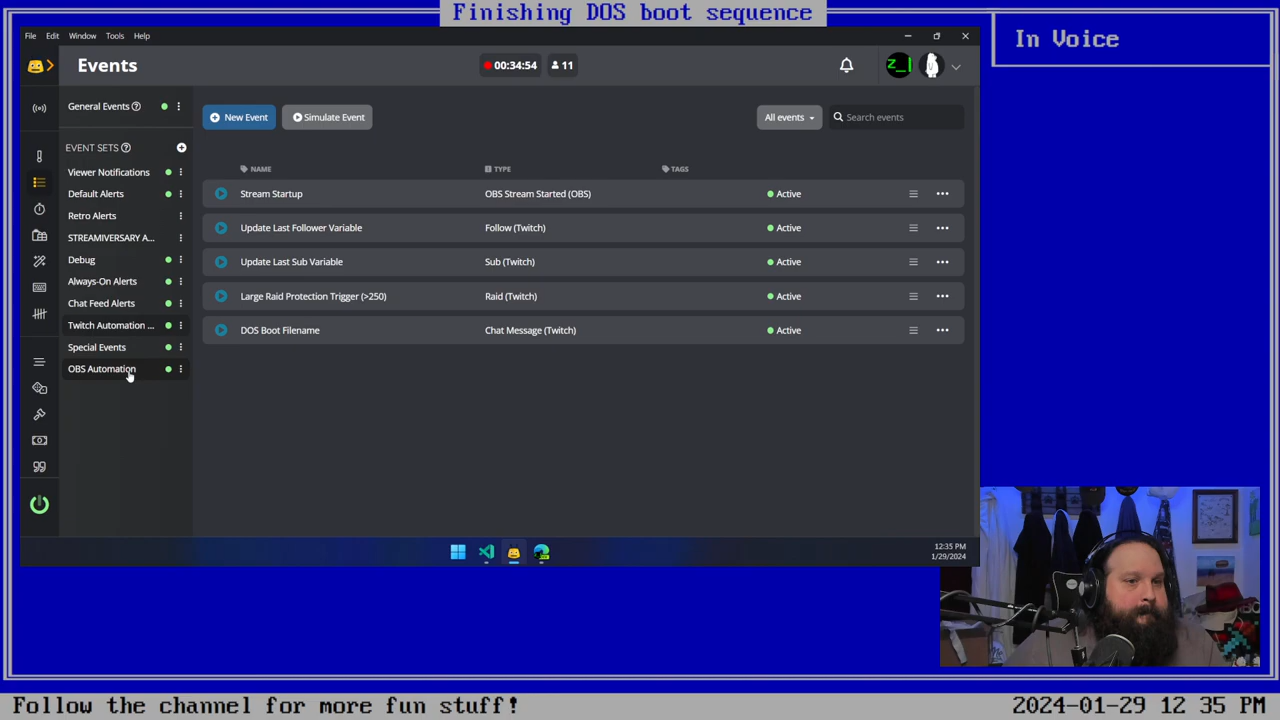 Finishing DOS boot sequence
In Voice
File Edit Window Tools Help
Events
00:34:54
11
z_l
General Events
New Event
Simulate Event
All events
Search events
EVENT SETS
NAME
TYPE
TAGS
Viewer Notifications
Default Alerts
Retro Alerts
STREAMIVERSARY A...
Debug
Always-On Alerts
Chat Feed Alerts
Twitch Automation ...
Special Events
OBS Automation
Stream Startup OBS Stream Started (OBS) Active
Update Last Follower Variable Follow (Twitch) Active
Update Last Sub Variable Sub (Twitch) Active
Large Raid Protection Trigger (>250) Raid (Twitch) Active
DOS Boot Filename Chat Message (Twitch) Active
12:35 PM
1/29/2024
Follow the channel for more fun stuff!
2024-01-29 12 35 PM